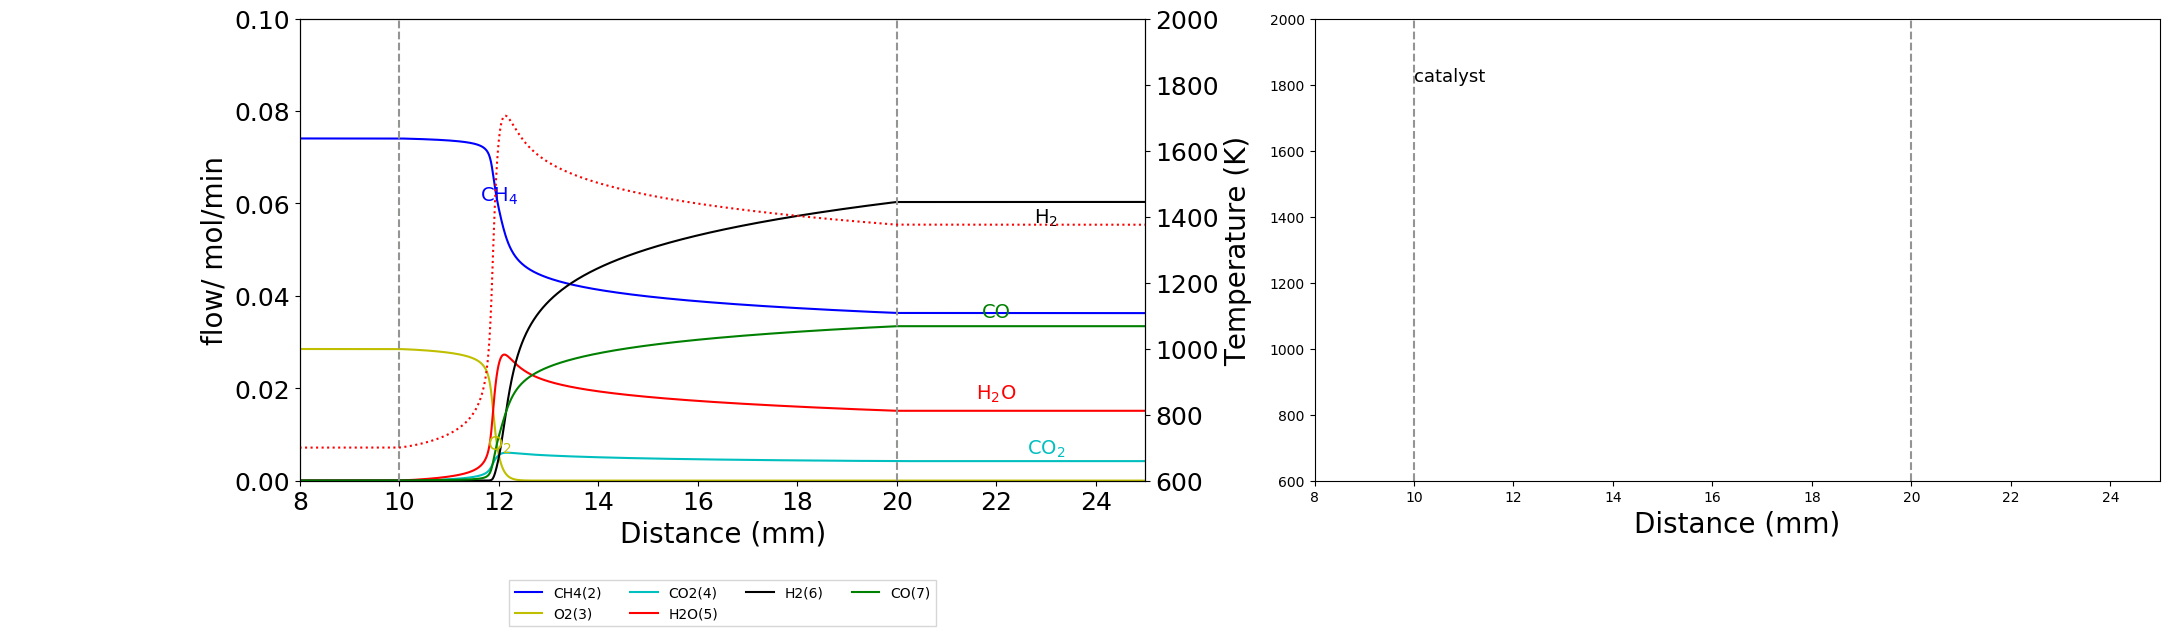 0.10
0.08
0.06
0.04
0.02
0.00
flow/ mol/min
8 10 12 14 16 18 20 22 24
Distance (mm)
2000
1800
1600
1400
1200
1000
800
600
Temperature (K)
CH₄
O₂
H₂
CO
H₂O
CO₂
CH4(2) CO2(4) H2(6) CO(7)
O2(3) H2O(5)
2000
1800
1600
1400
1200
1000
800
600
catalyst
8 10 12 14 16 18 20 22 24
Distance (mm)